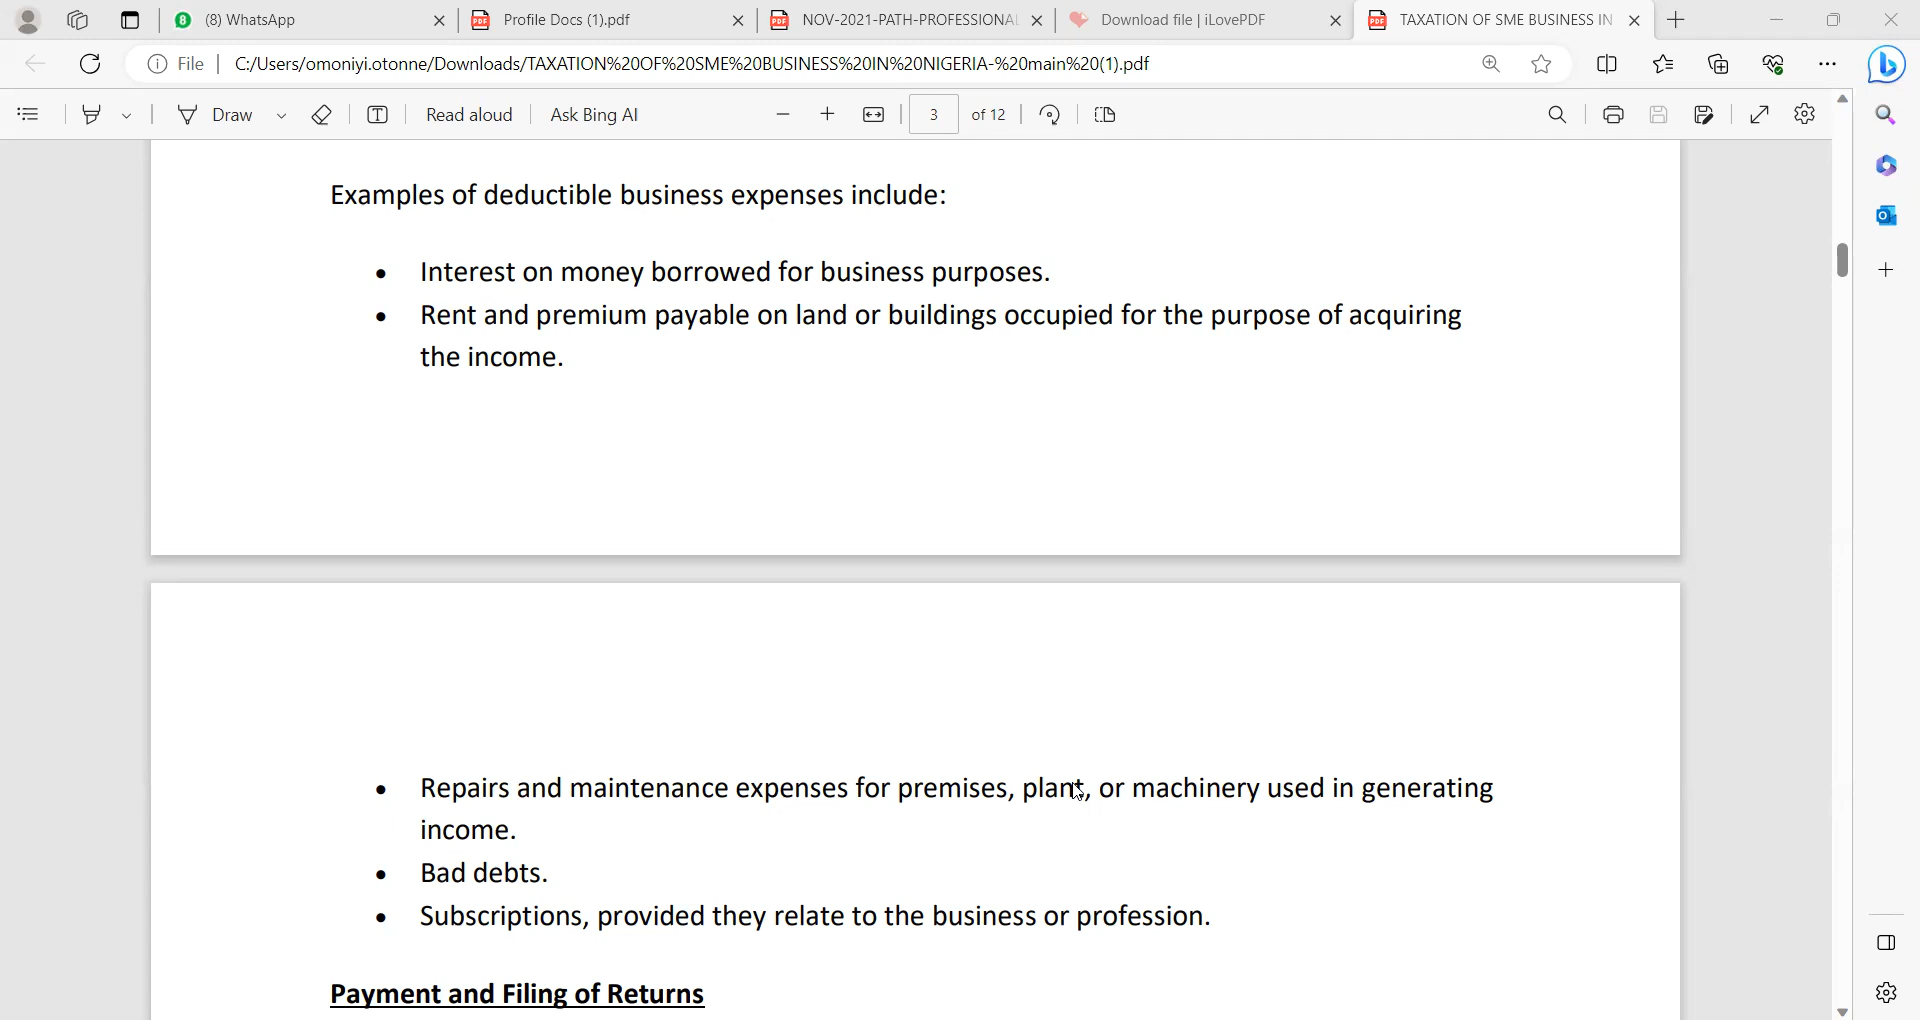 (8) WhatsApp
Profile Docs (1).pdf
NOV-2021-PATH-PROFESSIONAL
Download file | iLovePDF
TAXATION OF SME BUSINESS IN
File
C:/Users/omoniyi.otonne/Downloads/TAXATION%20OF%20SME%20BUSINESS%20IN%20NIGERIA-%20main%20(1).pdf
Draw
Read aloud
Ask Bing AI
3
of 12
Examples of deductible business expenses include:
• Interest on money borrowed for business purposes.
• Rent and premium payable on land or buildings occupied for the purpose of acquiring
the income.
• Repairs and maintenance expenses for premises, plant, or machinery used in generating
income.
• Bad debts.
• Subscriptions, provided they relate to the business or profession.
Payment and Filing of Returns